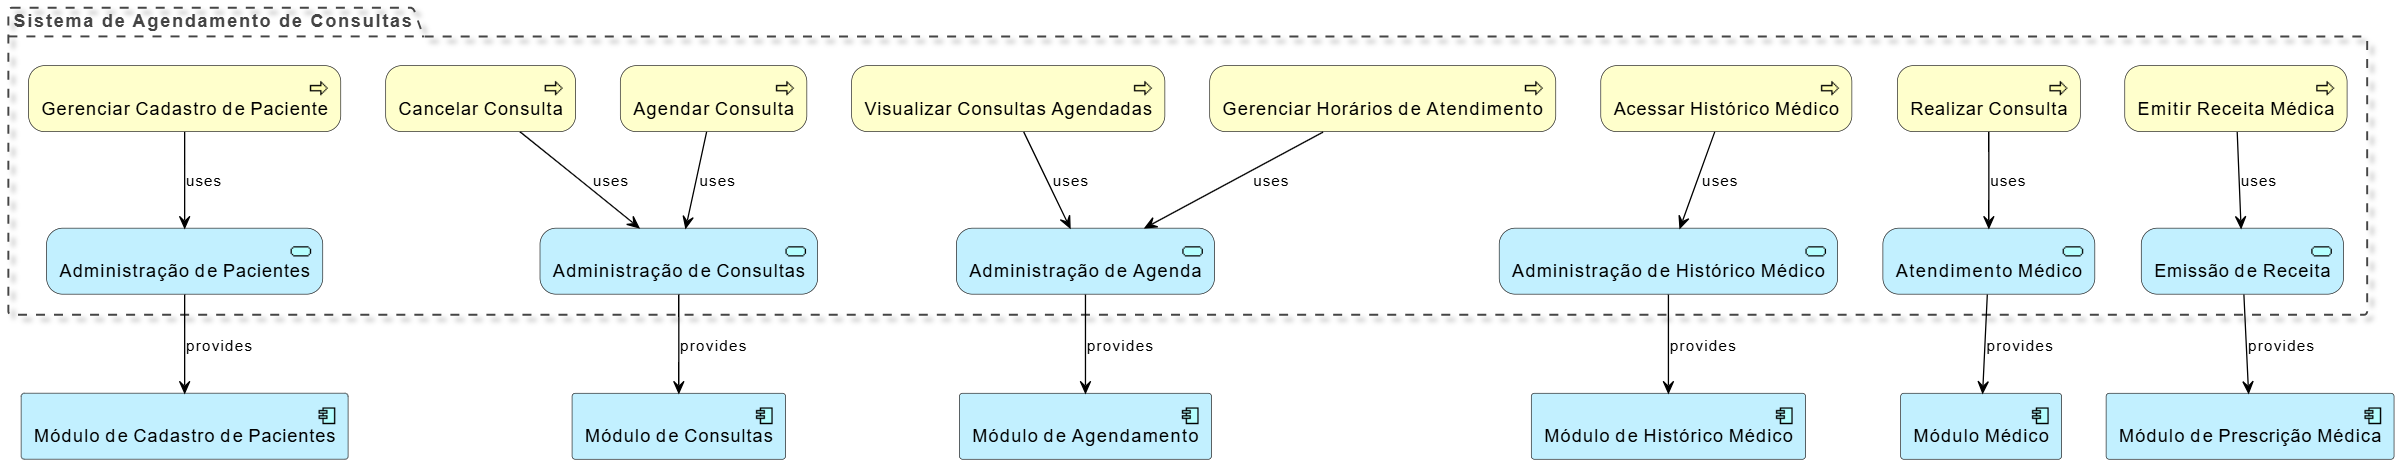 Sistema de Agendamento de Consultas
Gerenciar Cadastro de Paciente
Cancelar Consulta
Agendar Consulta
Visualizar Consultas Agendadas
Gerenciar Horários de Atendimento
Acessar Histórico Médico
Realizar Consulta
Emitir Receita Médica
uses
uses
uses
uses
uses
uses
uses
uses
Administração de Pacientes
Administração de Consultas
Administração de Agenda
Administração de Histórico Médico
Atendimento Médico
Emissão de Receita
provides
provides
provides
provides
provides
provides
Módulo de Cadastro de Pacientes
Módulo de Consultas
Módulo de Agendamento
Módulo de Histórico Médico
Módulo Médico
Módulo de Prescrição Médica